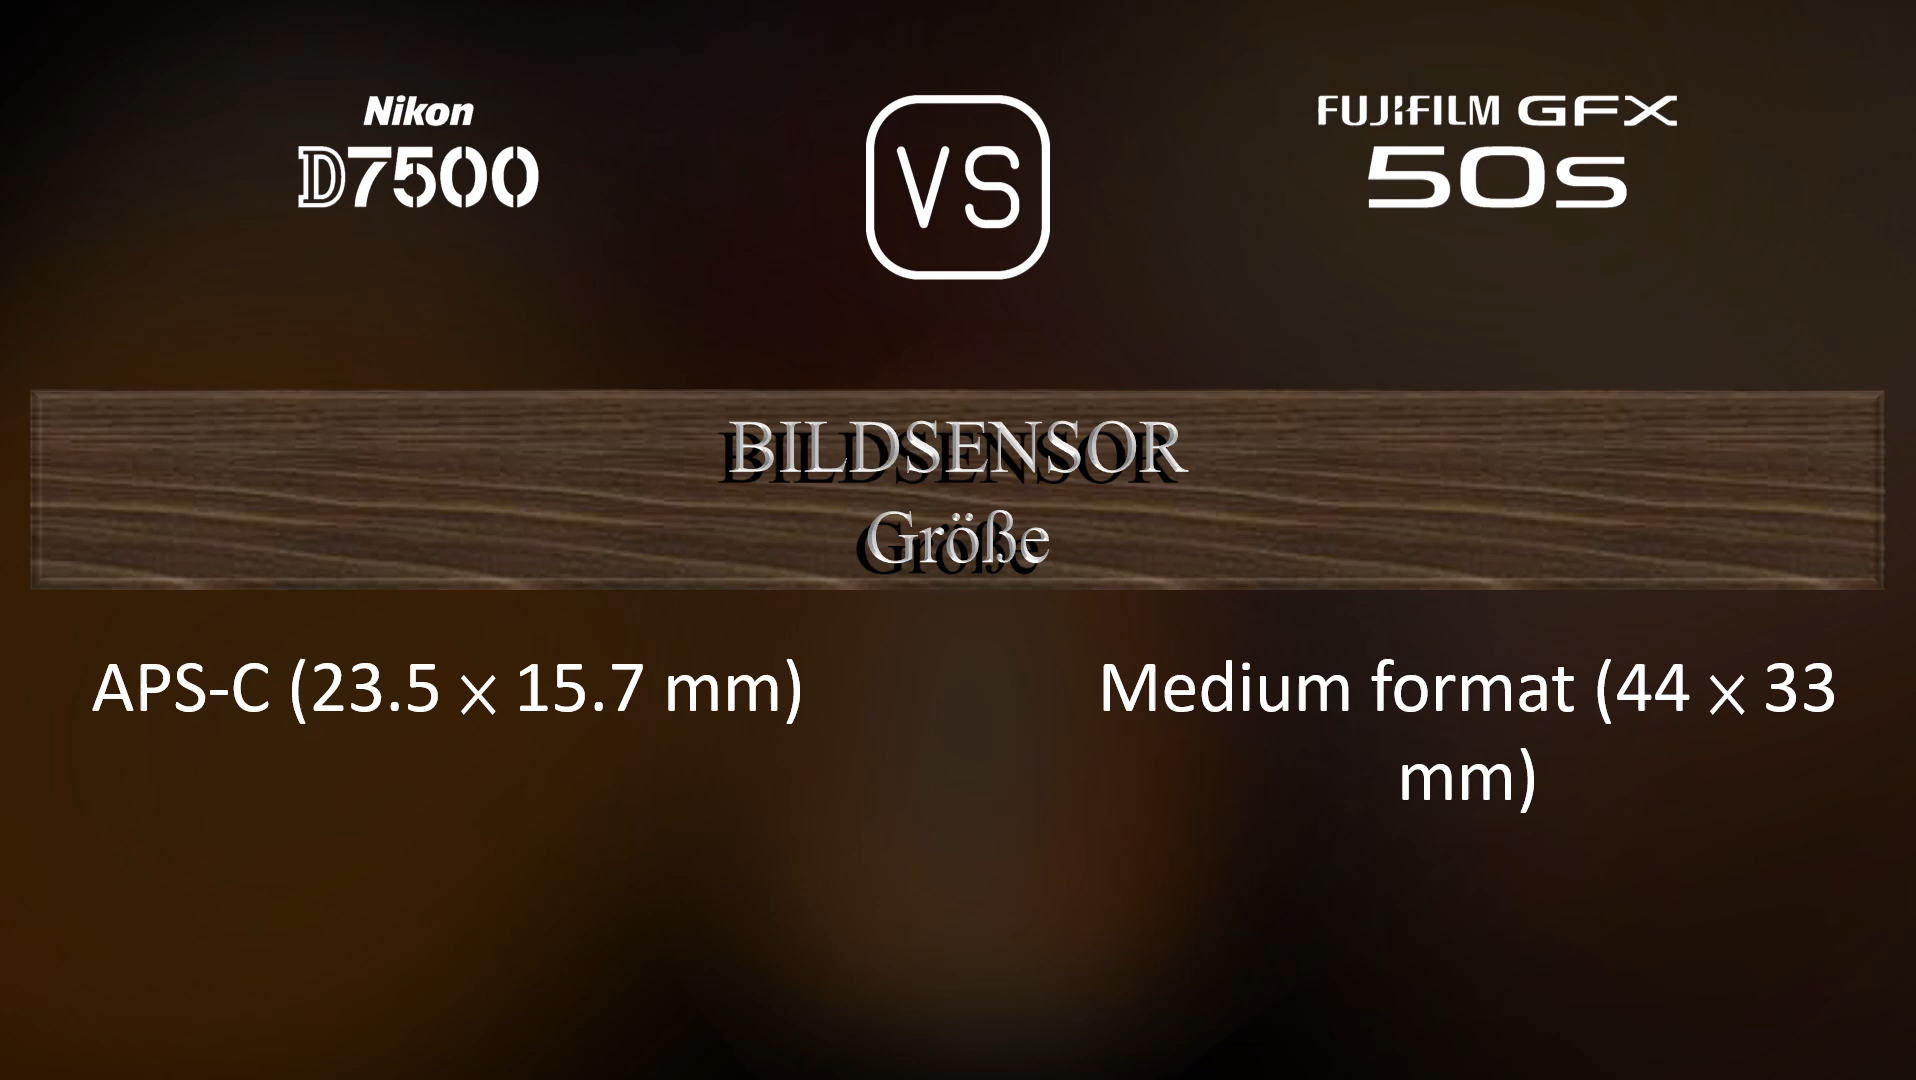 Nikon
D7500
VS
FUJIFILM GFX
50S
BILDSENSOR
Größe
APS-C (23.5 x 15.7 mm)
Medium format (44 x 33
mm)